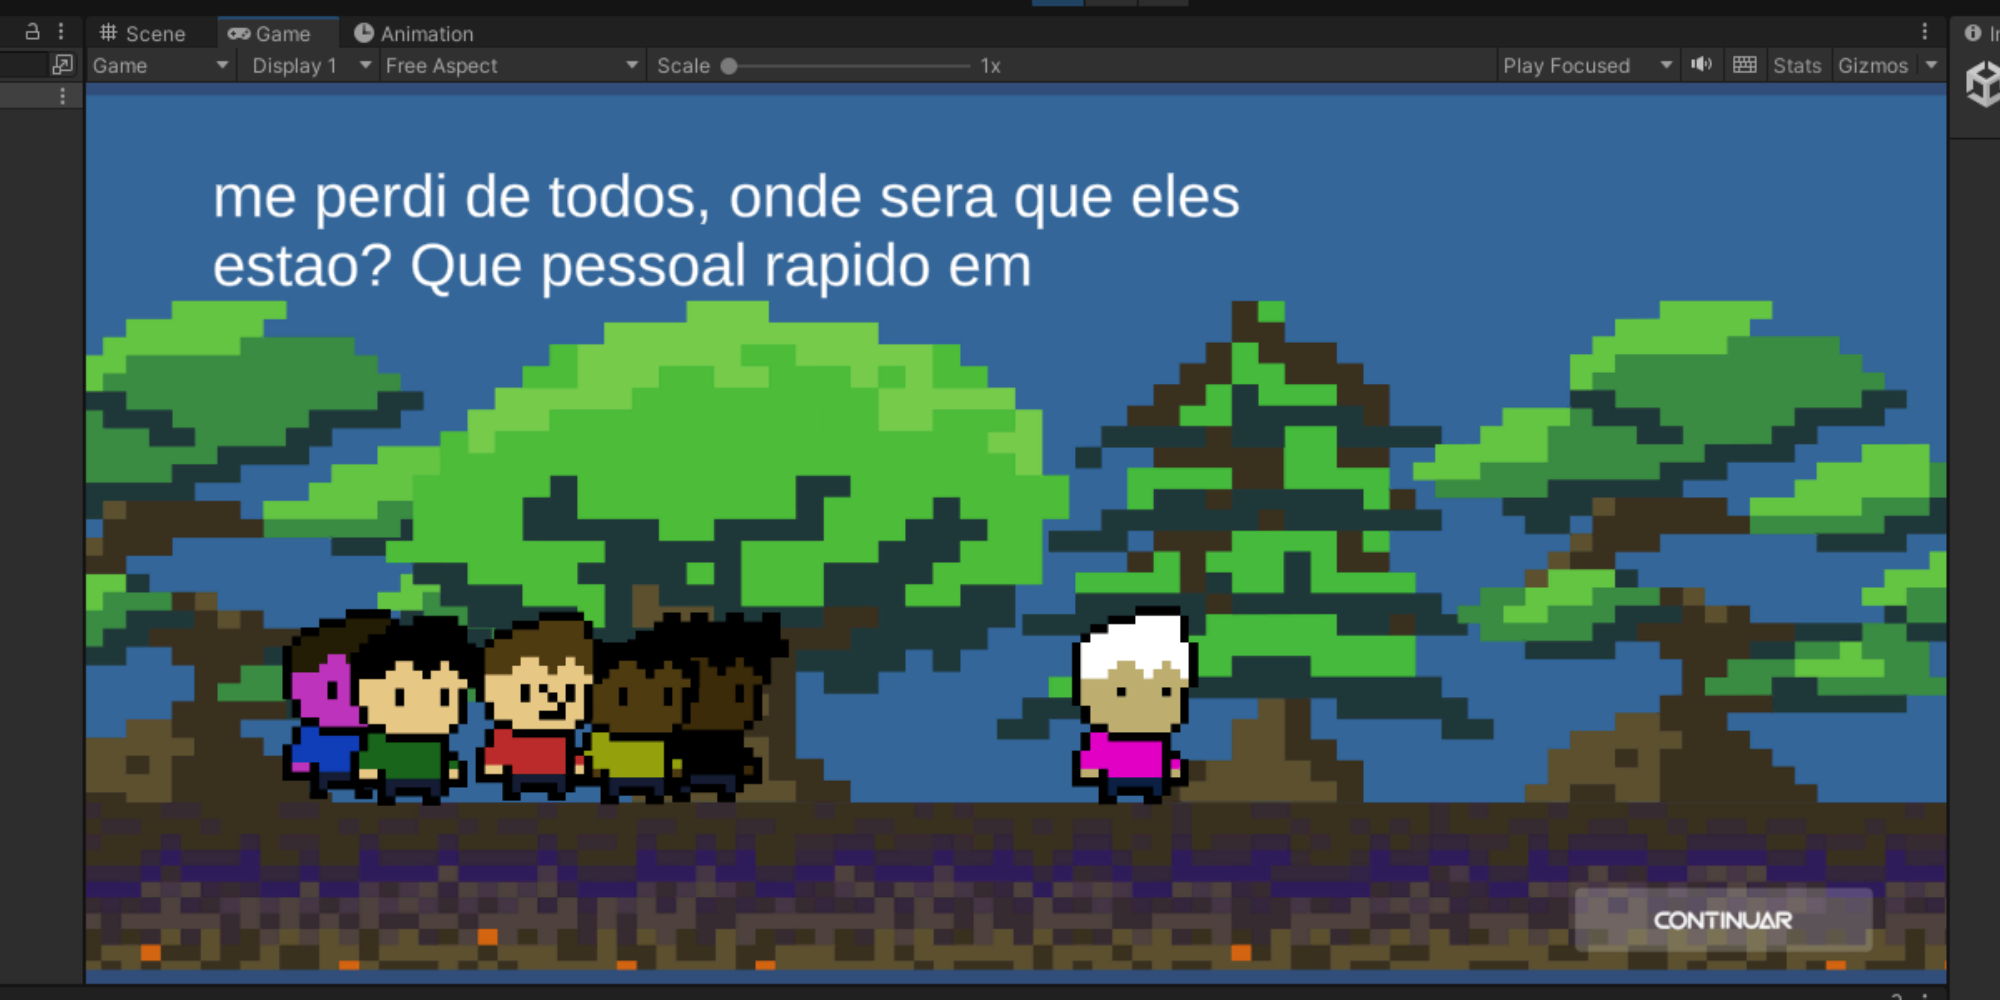 Scene Game Animation
Game Display 1 Free Aspect Scale 1x Play Focused Stats Gizmos
me perdi de todos, onde sera que eles
estao? Que pessoal rapido em
CONTINUAR